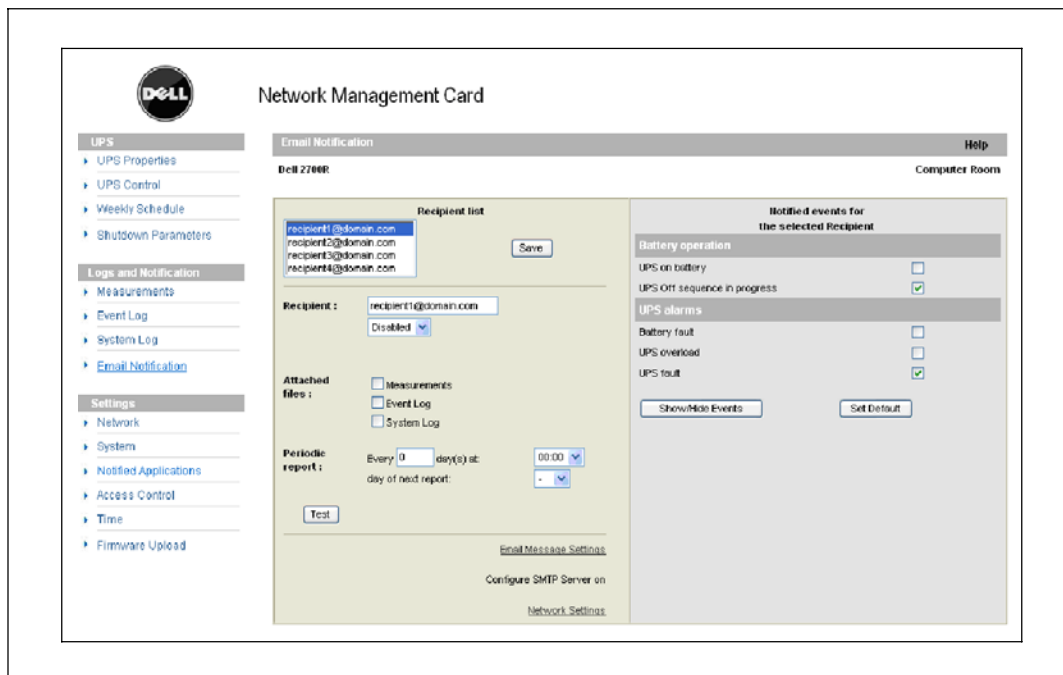 DELL
Network Management Card
UPS
UPS Properties
UPS Control
Weekly Schedule
Shutdown Parameters
Logs and Notification
Measurements
Event Log
System Log
Email Notification
Settings
Network
System
Notified Applications
Access Control
Time
Firmware Upload
Email Notification
Help
Dell 2700R
Computer Room
Recipient list
recipient1@domain.com
recipient2@domain.com
recipient3@domain.com
recipient4@domain.com
Save
Recipient :
recipient1@domain.com
Disabled
Attached
files :
Measurements
Event Log
System Log
Periodic
report :
Every 0 day(s) at:
00:00
day of next report:
-
Test
Email Message Settings
Configure SMTP Server on
Network Settings
Notified events for
the selected Recipient
Battery operation
UPS on battery
UPS Off sequence in progress
UPS alarms
Battery fault
UPS overload
UPS fault
Show/Hide Events
Set Default